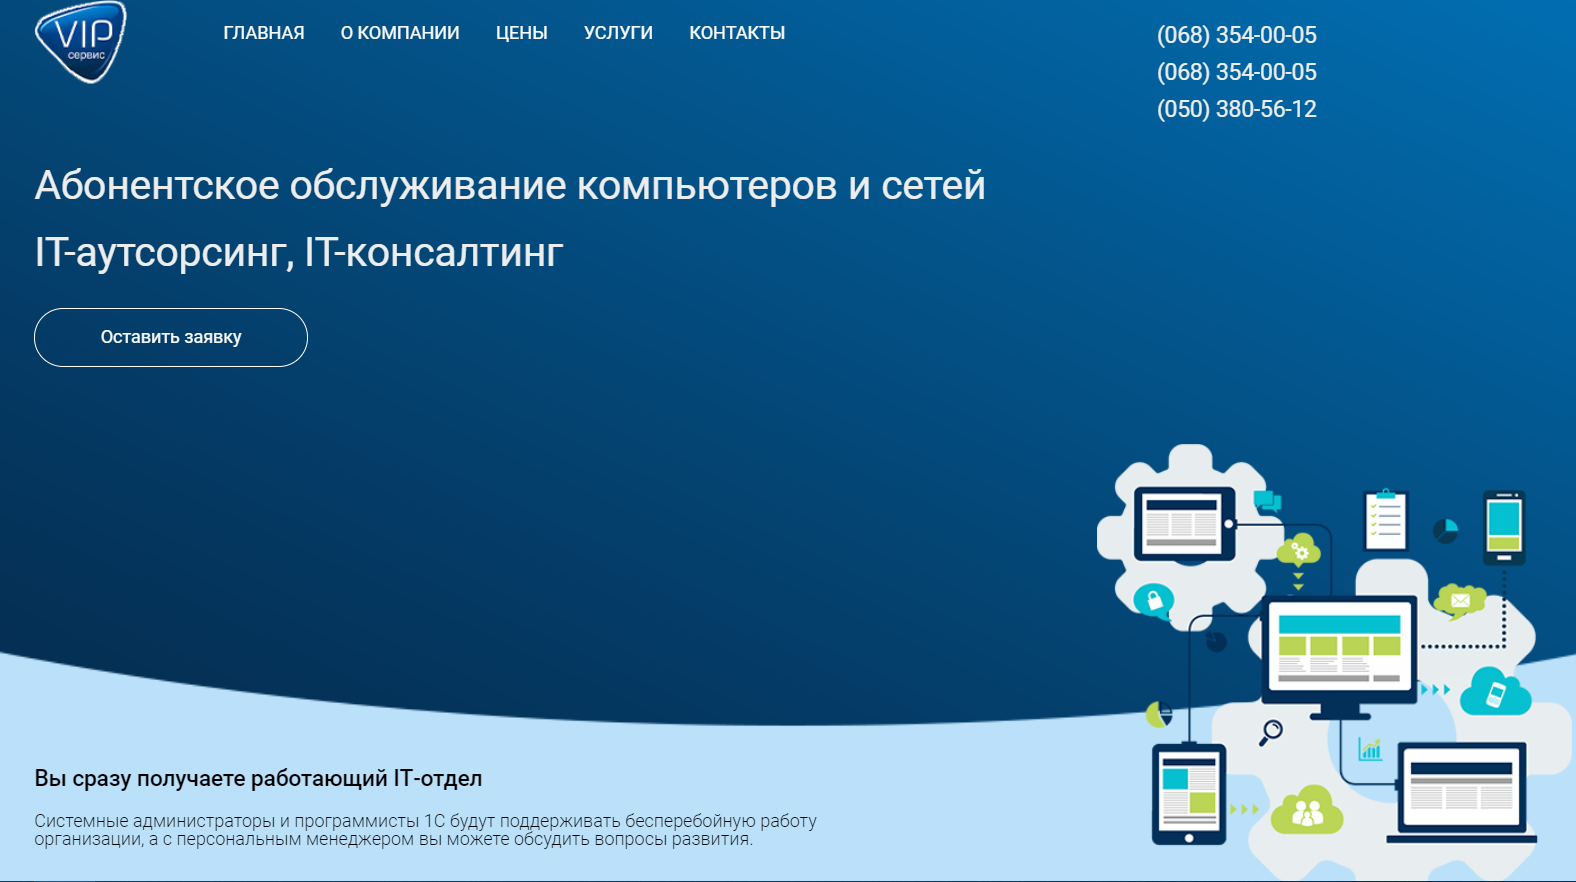 VIP
сервис
ГЛАВНАЯ О КОМПАНИИ ЦЕНЫ УСЛУГИ КОНТАКТЫ
(068) 354-00-05
(068) 354-00-05
(050) 380-56-12
Абонентское обслуживание компьютеров и сетей
IT-аутсорсинг, IT-консалтинг
Оставить заявку
Вы сразу получаете работающий IT-отдел
Системные администраторы и программисты 1С будут поддерживать бесперебойную работу
организации, а с персональным менеджером вы можете обсудить вопросы развития.